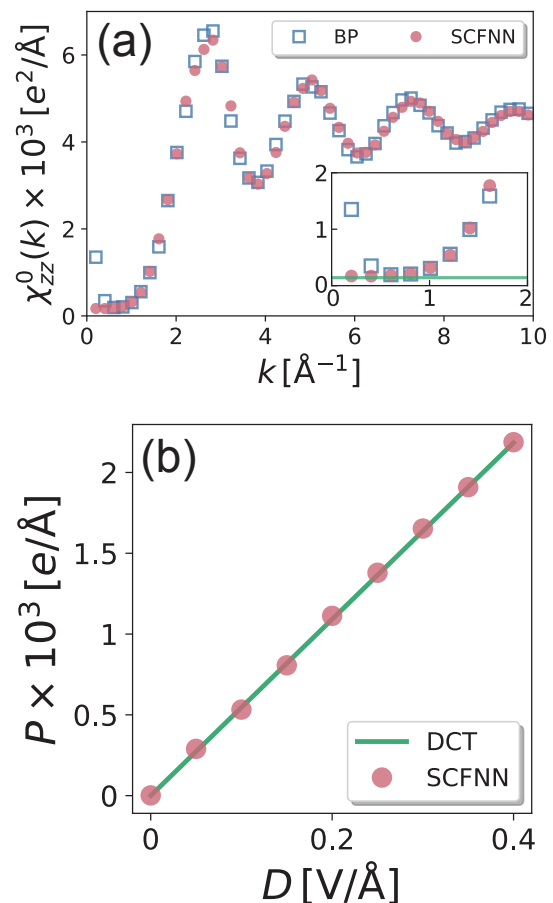 (a)
BP SCFNN
6
4
2
0
χ⁰zz(k) × 10³ [e²/Å]
2
1
0
0 1 2
0 2 4 6 8 10
k [Å⁻¹]
(b)
2
1.5
1
0.5
0
P × 10³ [e/Å]
DCT
SCFNN
0 0.2 0.4
D [V/Å]